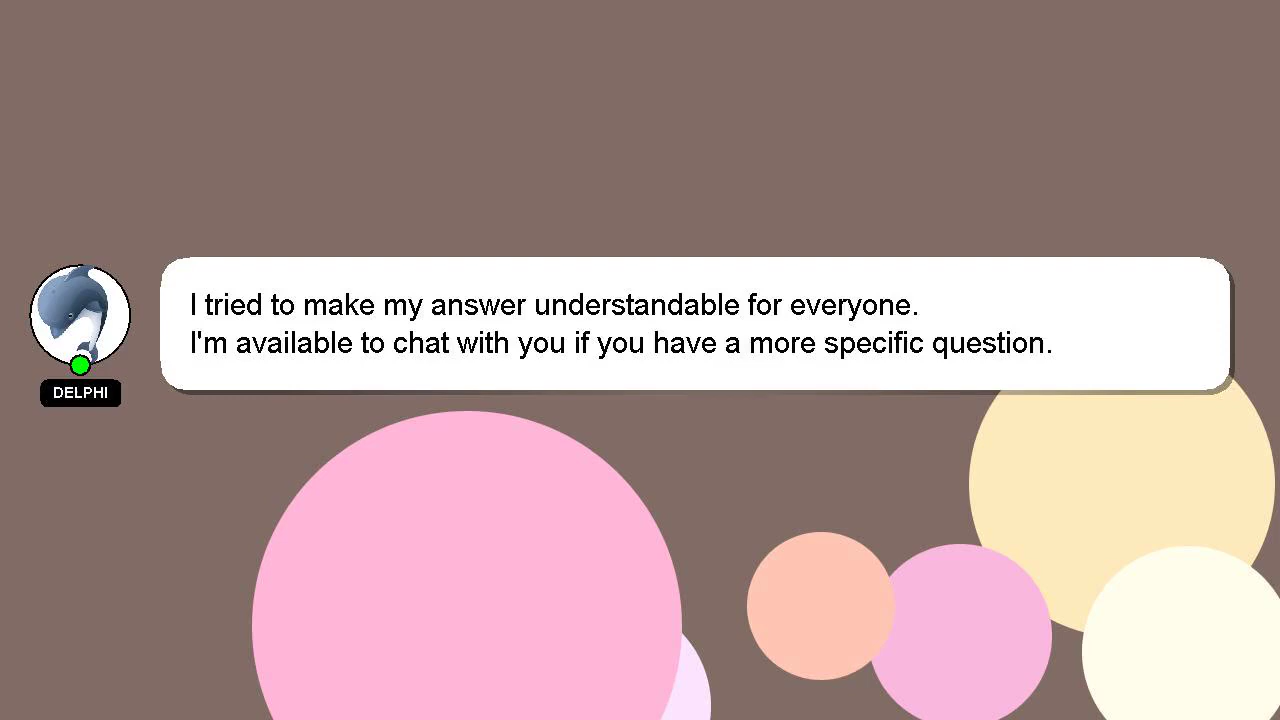 I tried to make my answer understandable for everyone.
I'm available to chat with you if you have a more specific question.
DELPHI